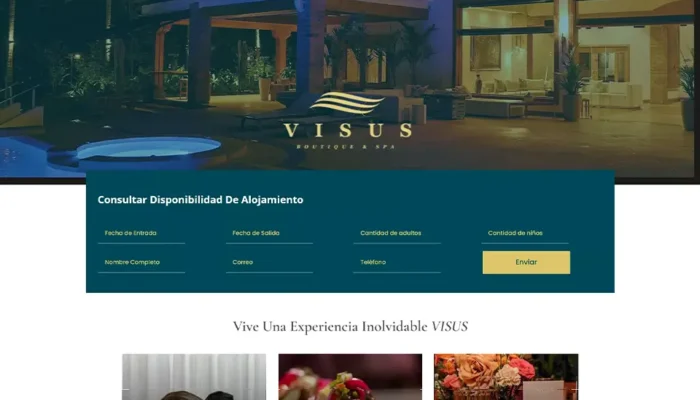 VISUS
BOUTIQUE & SPA
Consultar Disponibilidad De Alojamiento
Fecha de Entrada
Fecha de Salida
Cantidad de adultos
Cantidad de niños
Nombre Completo
Correo
Teléfono
Enviar
Vive Una Experiencia Inolvidable VISUS